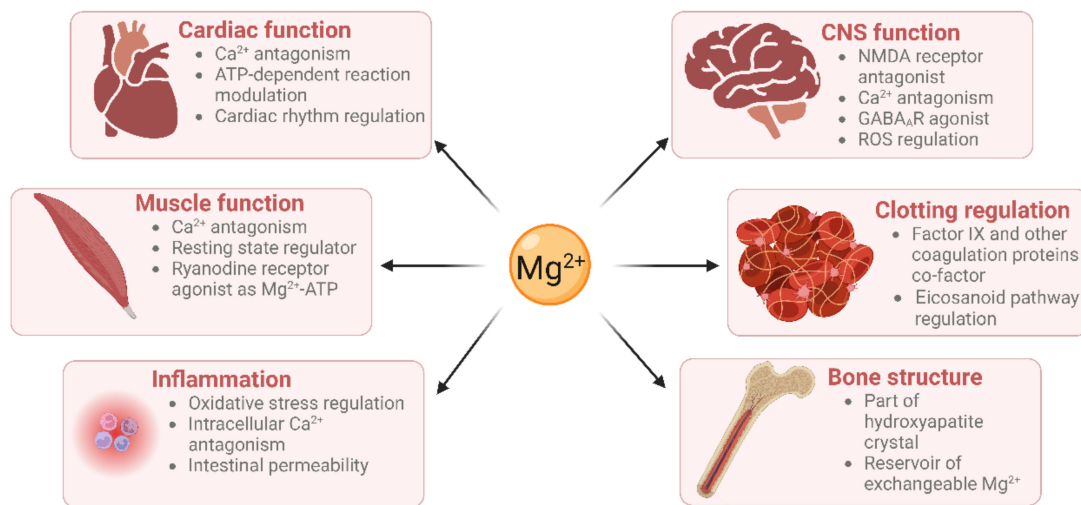 Cardiac function
• Ca²⁺ antagonism
• ATP-dependent reaction
modulation
• Cardiac rhythm regulation
CNS function
• NMDA receptor
antagonist
• Ca²⁺ antagonism
• GABAₐR agonist
• ROS regulation
Muscle function
• Ca²⁺ antagonism
• Resting state regulator
• Ryanodine receptor
agonist as Mg²⁺-ATP
Mg²⁺
Clotting regulation
• Factor IX and other
coagulation proteins
co-factor
• Eicosanoid pathway
regulation
Inflammation
• Oxidative stress regulation
• Intracellular Ca²⁺
antagonism
• Intestinal permeability
Bone structure
• Part of
hydroxyapatite
crystal
• Reservoir of
exchangeable Mg²⁺